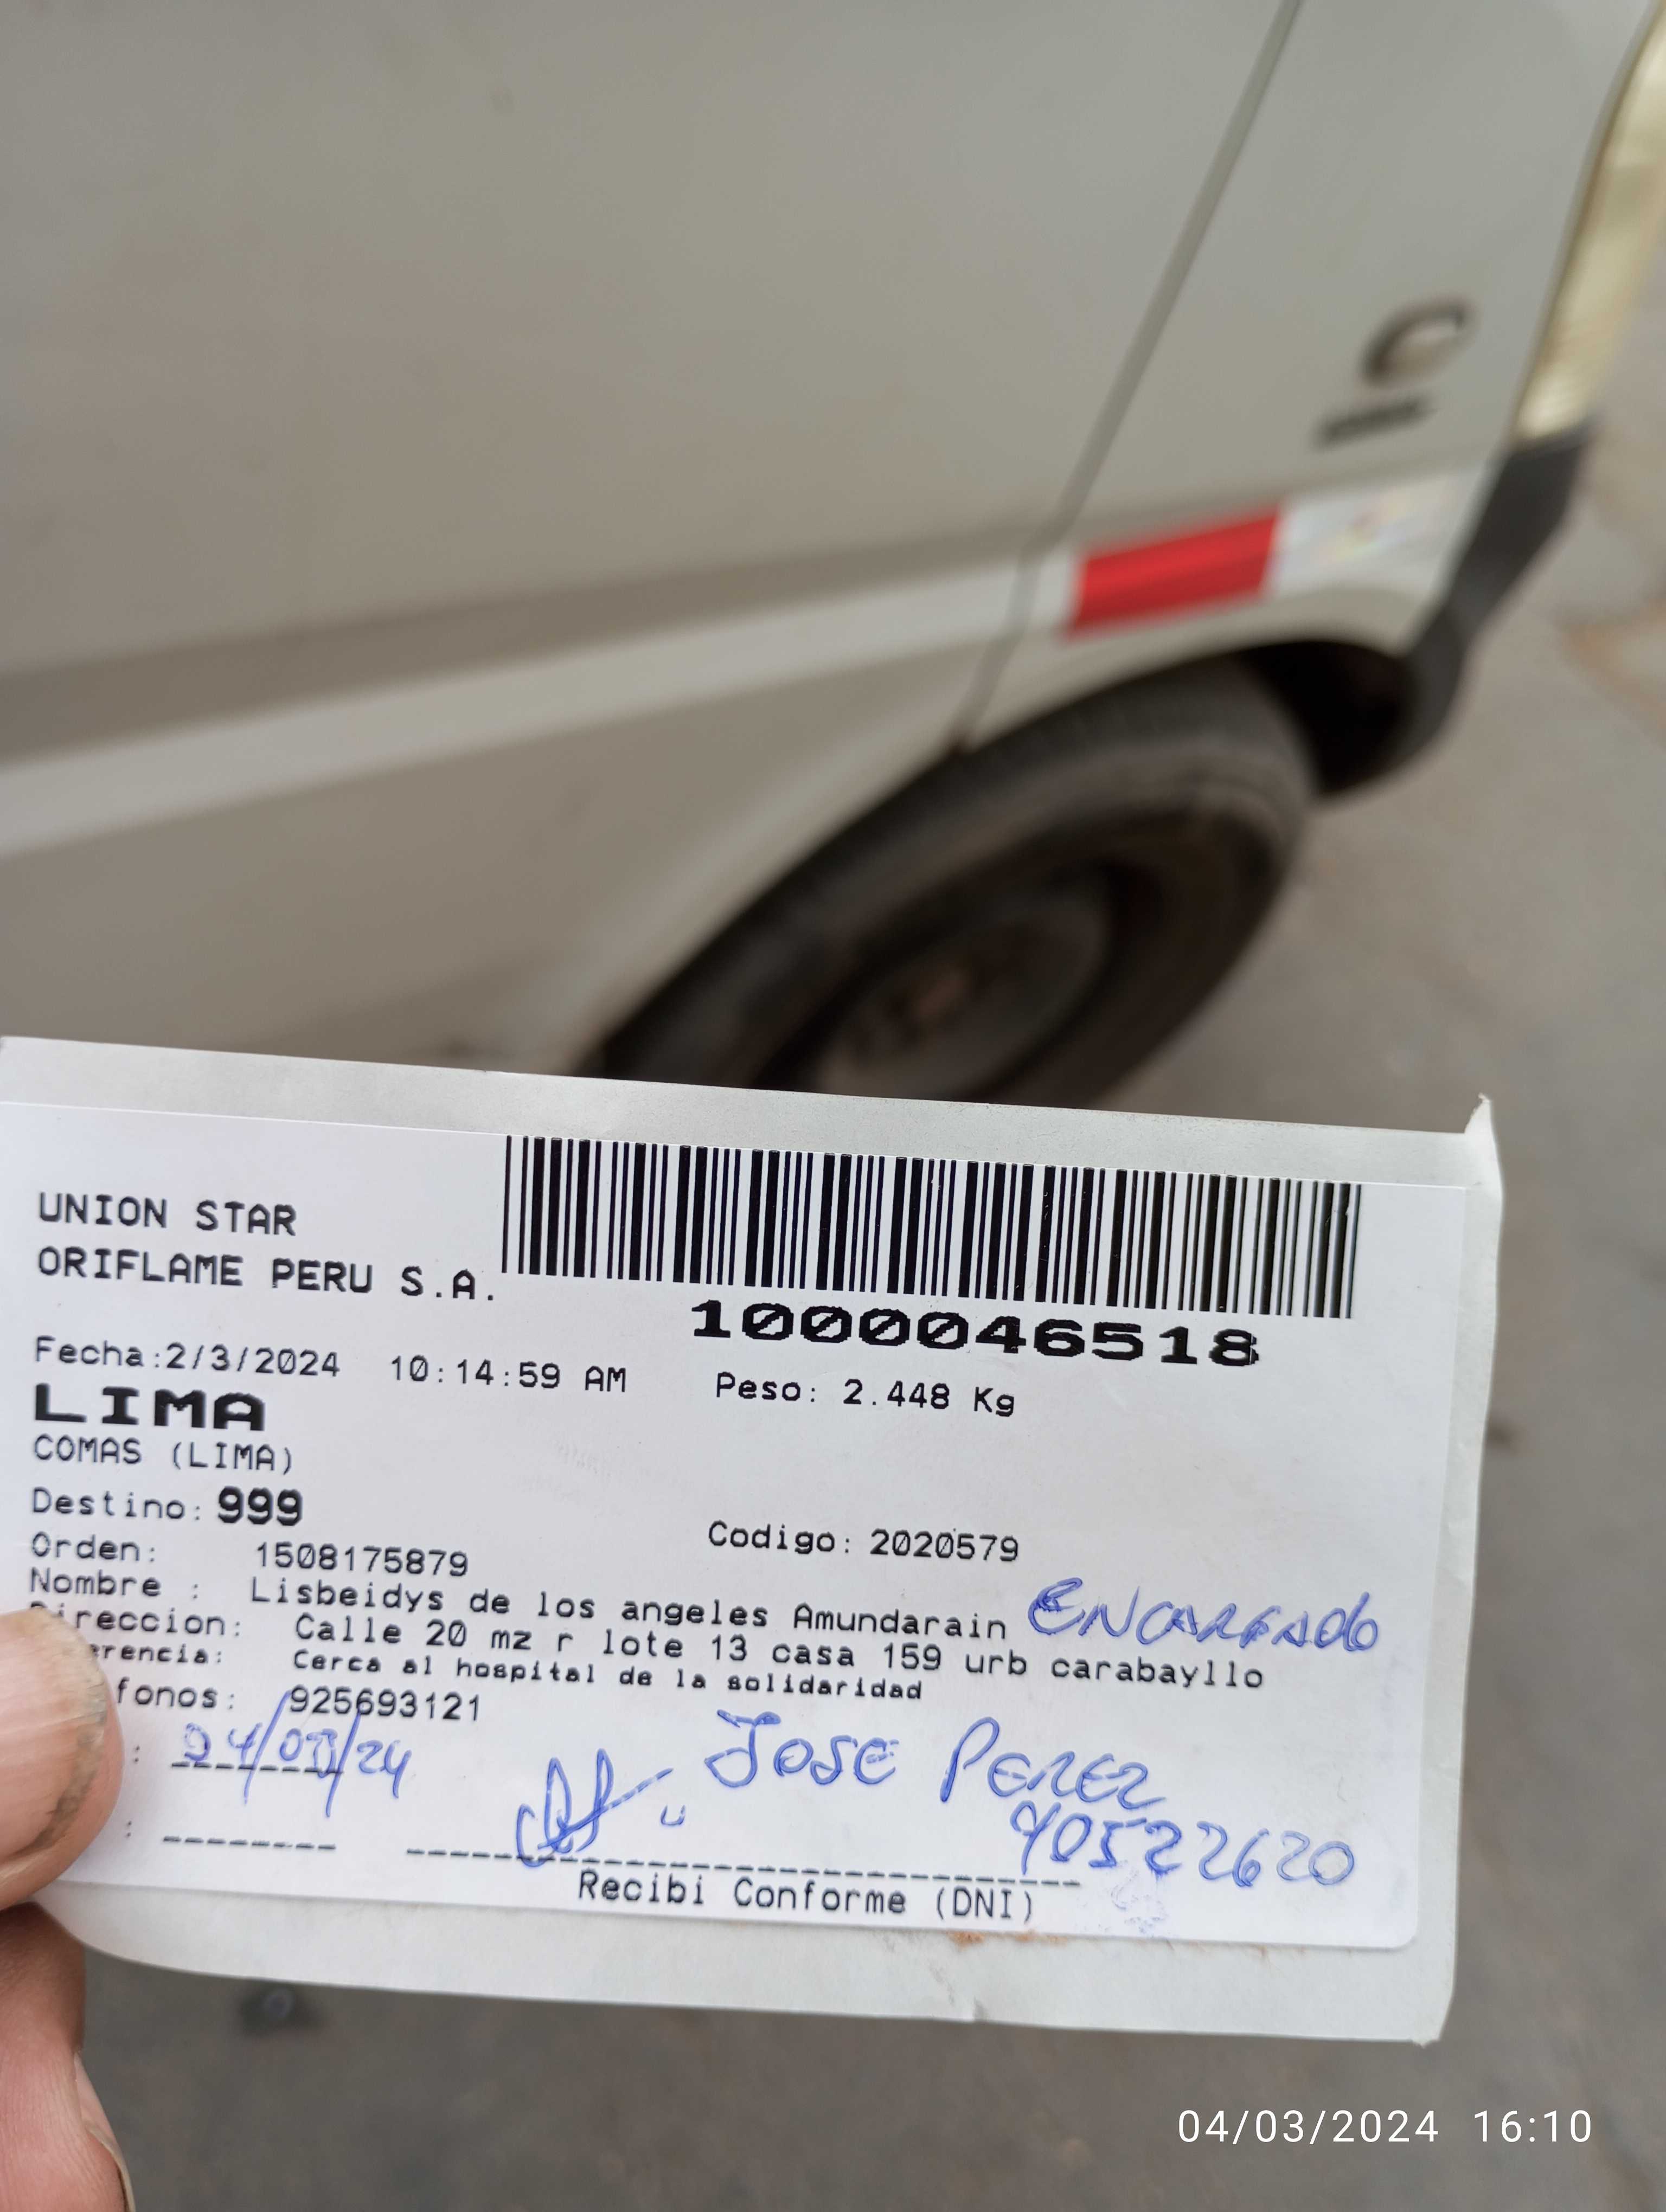 UNION STAR
ORIFLAME PERU S.A.
1000046518
Fecha:2/3/2024 10:14:59 AM Peso: 2.448 Kg
LIMA
COMAS (LIMA)
Destino: 999
Codigo: 2020579
Orden: 1508175879
Nombre : Lisbeidys de los angeles Amundarain ENCARGADO
Direccion: Calle 20 mz r lote 13 casa 159 urb carabayllo
erencia: Cerca al hospital de la solidaridad
fonos: 925693121
: 04/03/24 JOSE PEREZ
: 40522620
Recibi Conforme (DNI)
04/03/2024 16:10